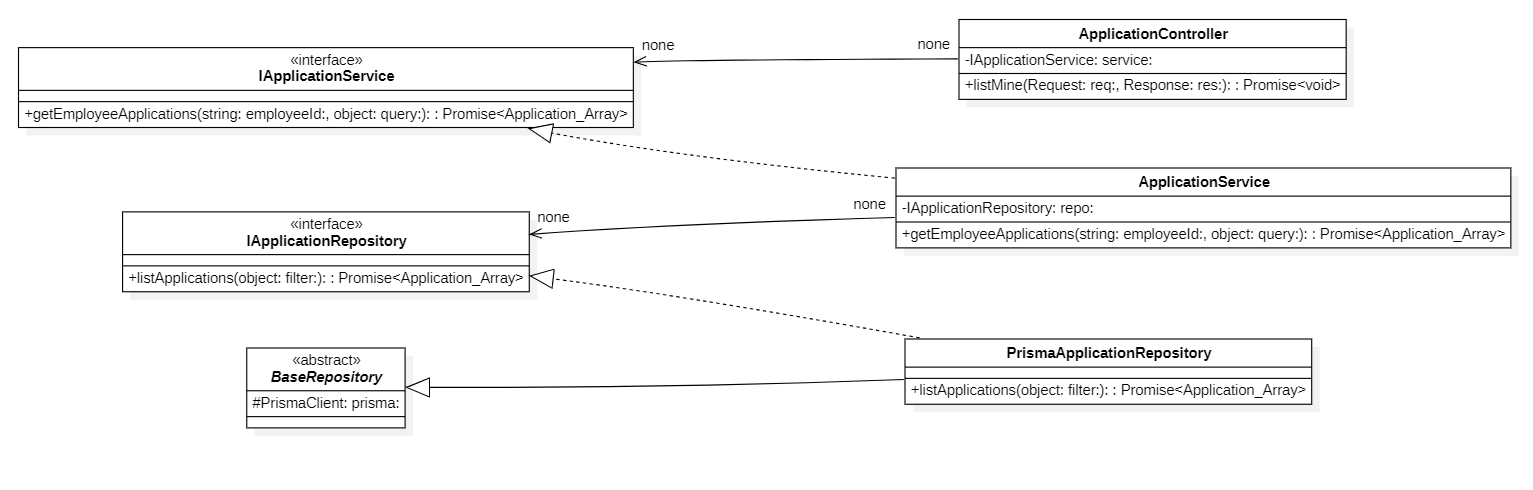 none
none
ApplicationController
-IApplicationService: service:
+listMine(Request: req:, Response: res:): : Promise<void>
«interface»
IApplicationService
+getEmployeeApplications(string: employeeId:, object: query:): : Promise<Application_Array>
ApplicationService
-IApplicationRepository: repo:
+getEmployeeApplications(string: employeeId:, object: query:): : Promise<Application_Array>
none
none
«interface»
IApplicationRepository
+listApplications(object: filter:): : Promise<Application_Array>
PrismaApplicationRepository
+listApplications(object: filter:): : Promise<Application_Array>
«abstract»
BaseRepository
#PrismaClient: prisma: